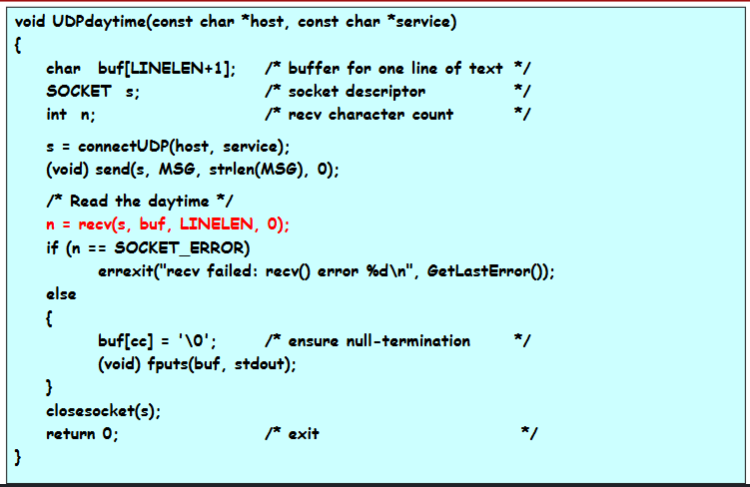 void UDPdaytime(const char *host, const char *service)
{
char buf[LINELEN+1]; /* buffer for one line of text */
SOCKET s; /* socket descriptor */
int n; /* recv character count */
s = connectUDP(host, service);
(void) send(s, MSG, strlen(MSG), 0);
/* Read the daytime */
n = recv(s, buf, LINELEN, 0);
if (n == SOCKET_ERROR)
errexit("recv failed: recv() error %d\n", GetLastError());
else
{
buf[cc] = '\0'; /* ensure null-termination */
(void) fputs(buf, stdout);
}
closesocket(s);
return 0; /* exit */
}